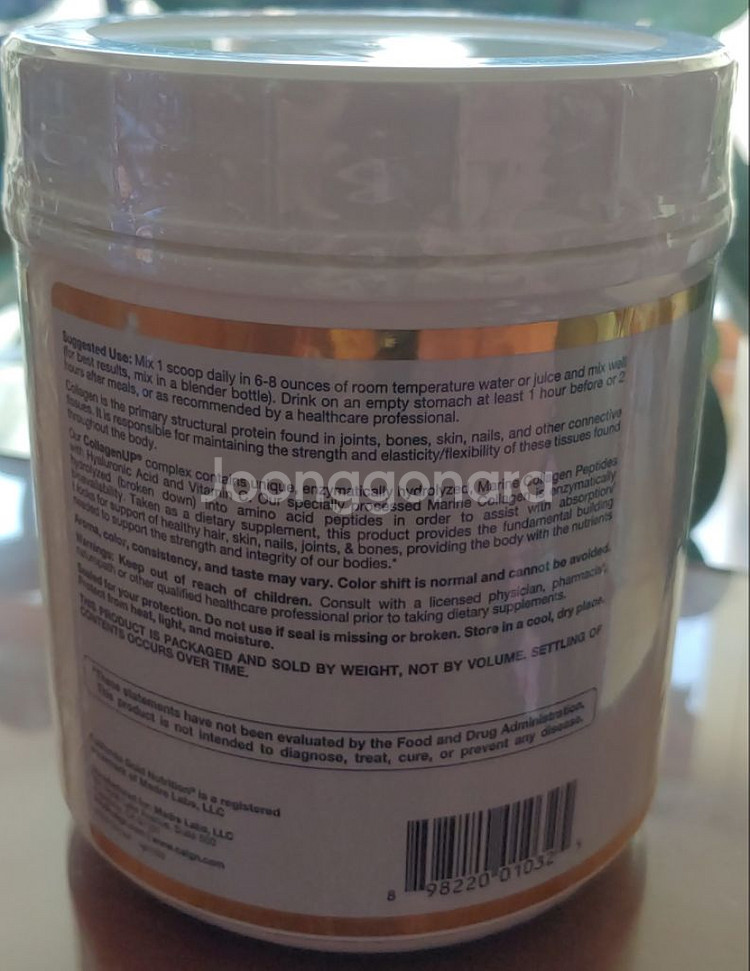 Suggested Use: Mix 1 scoop daily in 6-8 ounces of room temperature water or juice and mix well
(for best results, mix in a blender bottle). Drink on an empty stomach at least 1 hour before or 2
hours after meals, or as recommended by a healthcare professional.
Collagen is the primary structural protein found in joints, bones, skin, nails, and other connective
tissues. It is responsible for maintaining the strength and elasticity/flexibility of these tissues found
throughout the body.
Our CollagenUP® complex contains unique, enzymatically hydrolyzed, Marine Collagen Peptides
with Hyaluronic Acid and Vitamin C. Our specially processed Marine Collagen is enzymatically
hydrolyzed (broken down) into amino acid peptides in order to assist with absorption/
bioavailability. Taken as a dietary supplement, this product provides the fundamental building
blocks for support of healthy hair, skin, nails, joints, & bones, providing the body with the nutrients
needed to support the strength and integrity of our bodies.*
Joonggonara
Aroma, color, consistency, and taste may vary. Color shift is normal and cannot be avoided.
Warnings: Keep out of reach of children. Consult with a licensed physician, pharmacist,
naturopath or other qualified healthcare professional prior to taking dietary supplements.
Sealed for your protection. Do not use if seal is missing or broken. Store in a cool, dry place.
Protect from heat, light, and moisture.
THIS PRODUCT IS PACKAGED AND SOLD BY WEIGHT, NOT BY VOLUME. SETTLING OF
CONTENTS OCCURS OVER TIME.
*These statements have not been evaluated by the Food and Drug Administration.
This product is not intended to diagnose, treat, cure, or prevent any disease.
California Gold Nutrition® is a registered
trademark of Madre Labs, LLC
Madre Labs, LLC
www.caign.com
8 98220 01032